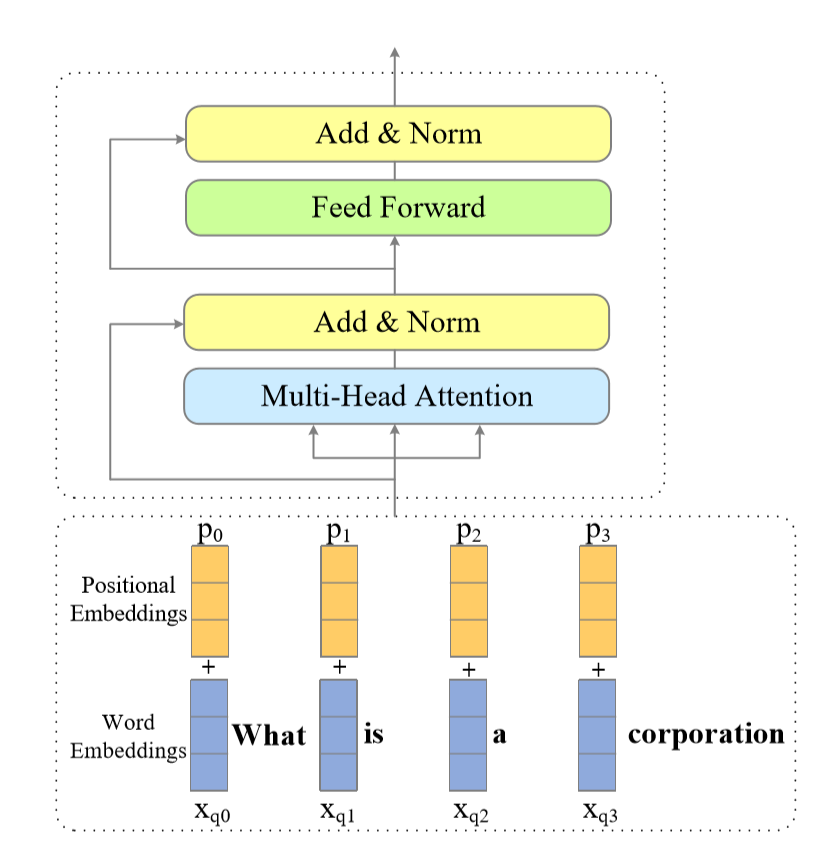 Add & Norm
Feed Forward
Add & Norm
Multi-Head Attention
p0 p1 p2 p3
Positional
Embeddings
+ + + +
Word
Embeddings
What is a corporation
xq0 xq1 xq2 xq3